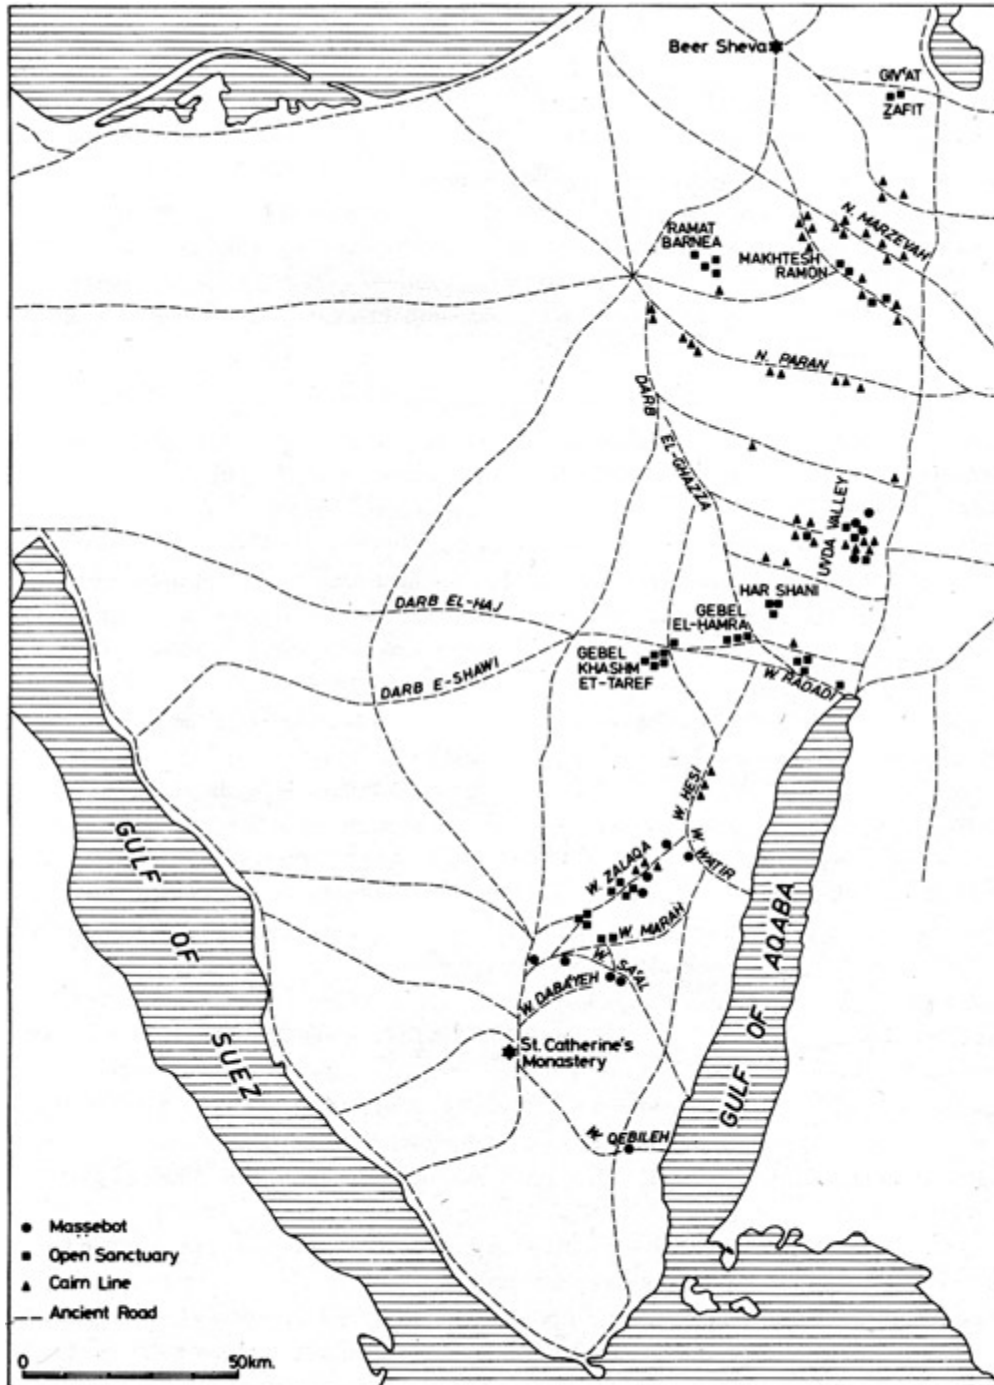 Beer Sheva
GIV'AT
ZAFIT
N. MARZEVAH
RAMAT
BARNEA
MAKHTESH
RAMON
N. PARAN
DARB
EL-GHAZZA
UVDA VALLEY
HAR SHANI
DARB EL-HAJ
GEBEL
EL-HAMRA
GEBEL
KHASHM
ET-TAREF
DARB E-SHAWI
W. RADADI
W. HESI
W. ZALAQA
W. WATIR
W. MARAH
W. SA'AL
W. DABAYEH
St. Catherine's
Monastery
W. QEBILEH
GULF OF SUEZ
GULF OF AQABA
Massebot
Open Sanctuary
Cairn Line
Ancient Road
0 50km.